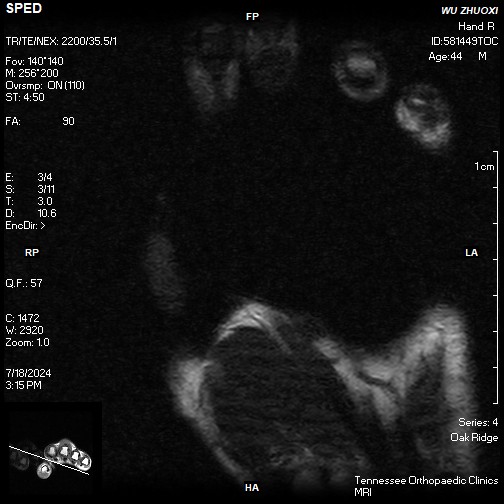 SPED
FP
WU ZHUOXI
Hand R
TR/TE/NEX: 2200/35.5/1
ID:581449TOC
Age:44 M
Fov: 140*140
M: 256*200
Ovrsmp: ON (110)
ST: 4:50
FA: 90
1cm
E: 3/4
S: 3/11
T: 3.0
D: 10.6
EncDir: >
RP
LA
Q.F.: 57
C: 1472
W: 2920
Zoom: 1.0
7/18/2024
3:15 PM
Series: 4
Oak Ridge
HA
Tennessee Orthopaedic Clinics
MRI